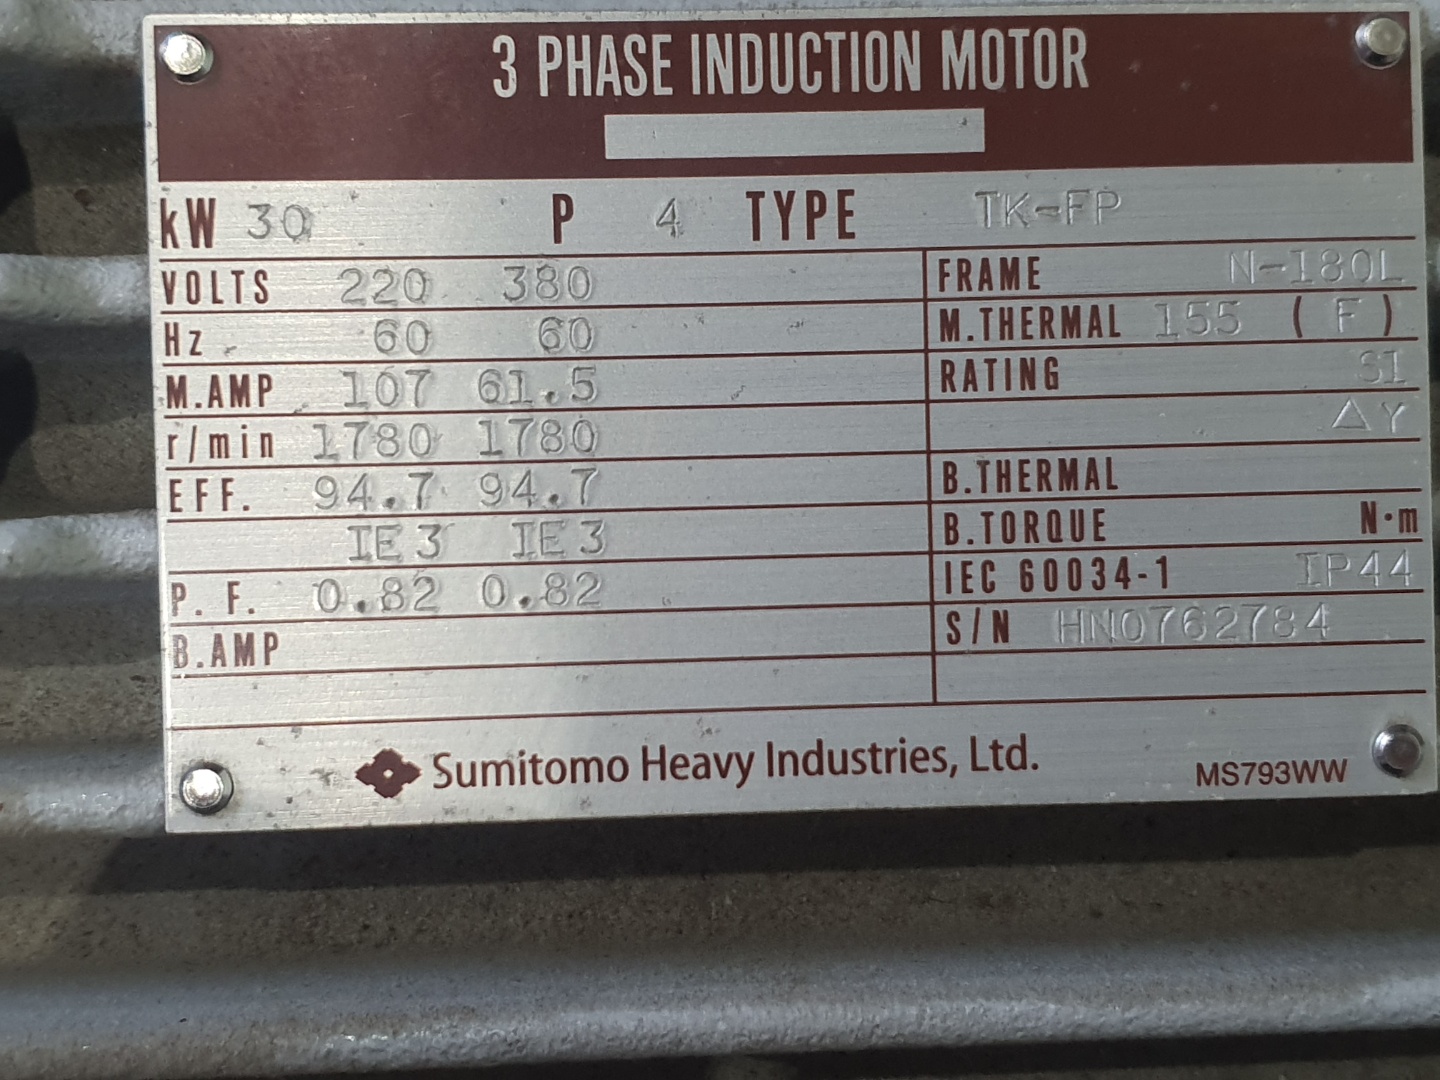 3 PHASE INDUCTION MOTOR
kW 30 P 4 TYPE TK-FP
VOLTS 220 380
Hz 60 60
M.AMP 107 61.5
r/min 1780 1780
EFF. 94.7 94.7
IE3 IE3
P. F. 0.82 0.82
B.AMP
FRAME N-180L
M.THERMAL 155 ( F )
RATING S1
△ Y
B.THERMAL
B.TORQUE N·m
IEC 60034-1 IP44
S/N HN0762784
Sumitomo Heavy Industries, Ltd.
MS793WW